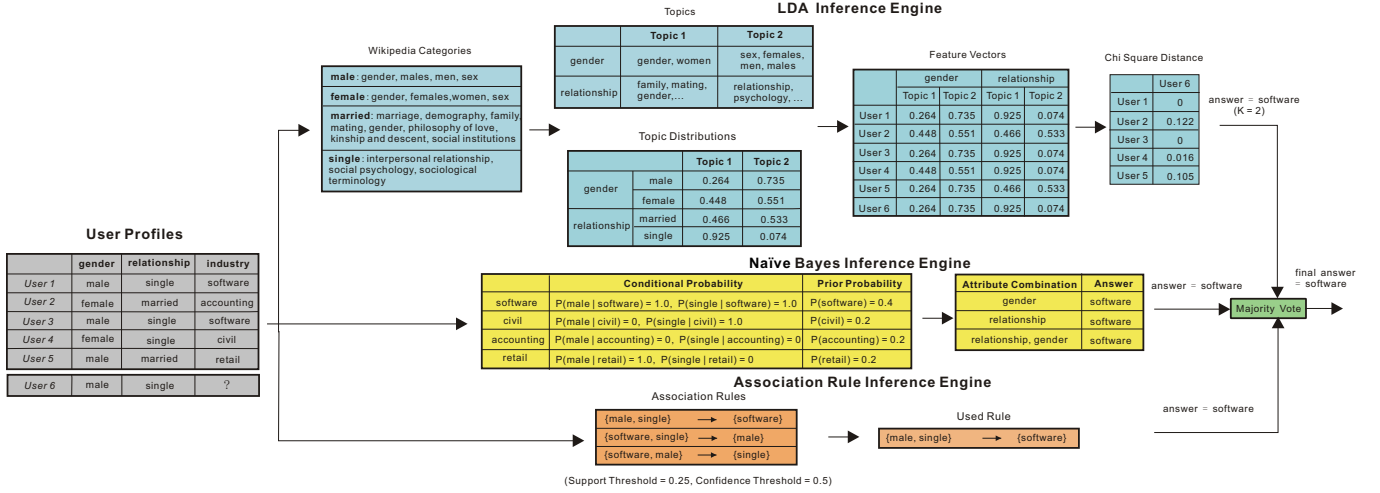 LDA Inference Engine
Topics
Topic 1 Topic 2
gender gender, women sex, females, men, males
relationship family, mating, gender,... relationship, psychology, ...
Wikipedia Categories
male: gender, males, men, sex
female: gender, females,women, sex
married: marriage, demography, family,
mating, gender, philosophy of love,
kinship and descent, social institutions
single: interpersonal relationship,
social psychology, sociological
terminology
Topic Distributions
Topic 1 Topic 2
gender male 0.264 0.735
female 0.448 0.551
relationship married 0.466 0.533
single 0.925 0.074
Feature Vectors
gender relationship
Topic 1 Topic 2 Topic 1 Topic 2
User 1 0.264 0.735 0.925 0.074
User 2 0.448 0.551 0.466 0.533
User 3 0.264 0.735 0.925 0.074
User 4 0.448 0.551 0.925 0.074
User 5 0.264 0.735 0.466 0.533
User 6 0.264 0.735 0.925 0.074
Chi Square Distance
User 6
User 1 0
User 2 0.122
User 3 0
User 4 0.016
User 5 0.105
answer = software
(K = 2)
User Profiles
gender relationship industry
User 1 male single software
User 2 female married accounting
User 3 male single software
User 4 female single civil
User 5 male married retail
User 6 male single ?
Naïve Bayes Inference Engine
Conditional Probability Prior Probability
software P(male | software) = 1.0, P(single | software) = 1.0 P(software) = 0.4
civil P(male | civil) = 0, P(single | civil) = 1.0 P(civil) = 0.2
accounting P(male | accounting) = 0, P(single | accounting) = 0 P(accounting) = 0.2
retail P(male | retail) = 1.0, P(single | retail) = 0 P(retail) = 0.2
Attribute Combination Answer
gender software
relationship software
relationship, gender software
answer = software
final answer
= software
Majority Vote
Association Rule Inference Engine
Association Rules
{male, single} → {software}
{software, single} → {male}
{software, male} → {single}
(Support Threshold = 0.25, Confidence Threshold = 0.5)
Used Rule
{male, single} → {software}
answer = software